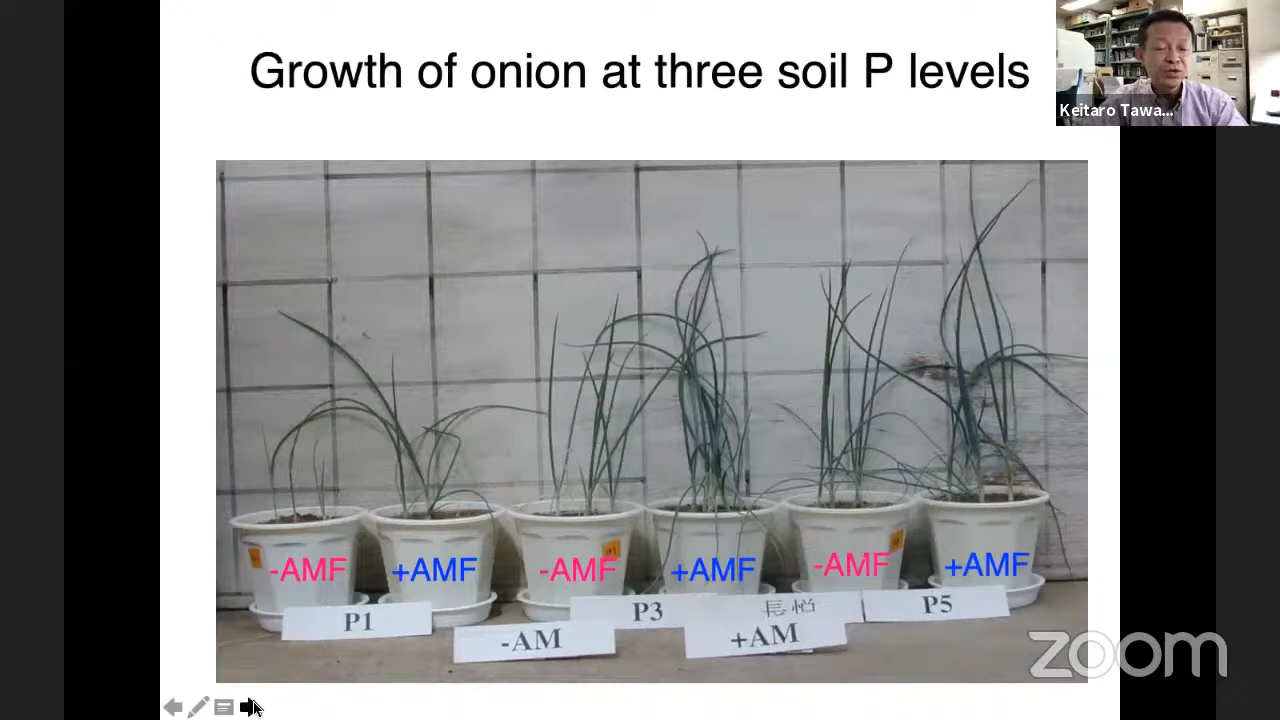 Growth of onion at three soil P levels
Keitaro Tawa...
-AMF
+AMF
-AMF
+AMF
-AMF
+AMF
P1
P3
P5
-AM
+AM
zoom